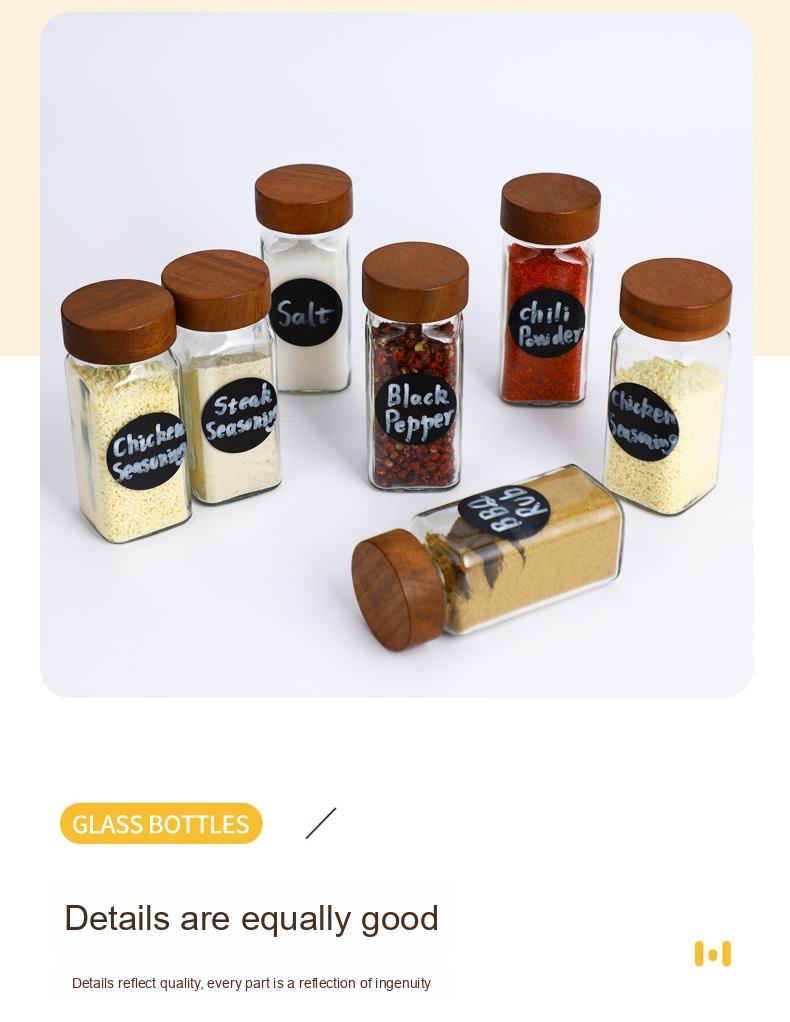 Salt
chili
Powder
Steak
Seasoning
Black
Pepper
Chicken
Seasoning
Chicken
Seasoning
BBQ
Rub
GLASS BOTTLES
Details are equally good
Details reflect quality, every part is a reflection of ingenuity